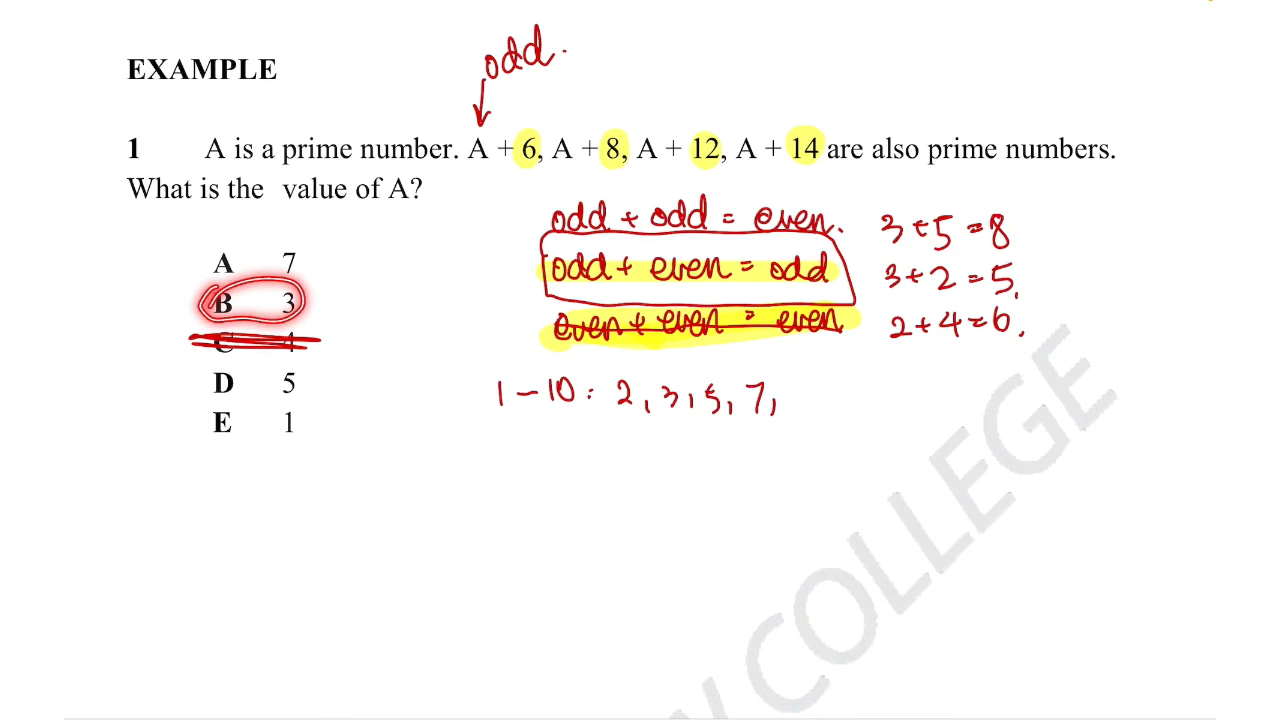 odd.
EXAMPLE
1 A is a prime number. A + 6, A + 8, A + 12, A + 14 are also prime numbers.
What is the value of A?
odd + odd = even. 3 + 5 = 8
odd + even = odd 3 + 2 = 5.
even + even = even 2 + 4 = 6.
A 7
B 3
C 4
D 5
E 1
1 - 10 : 2, 3, 5, 7,
Y COLLEGE